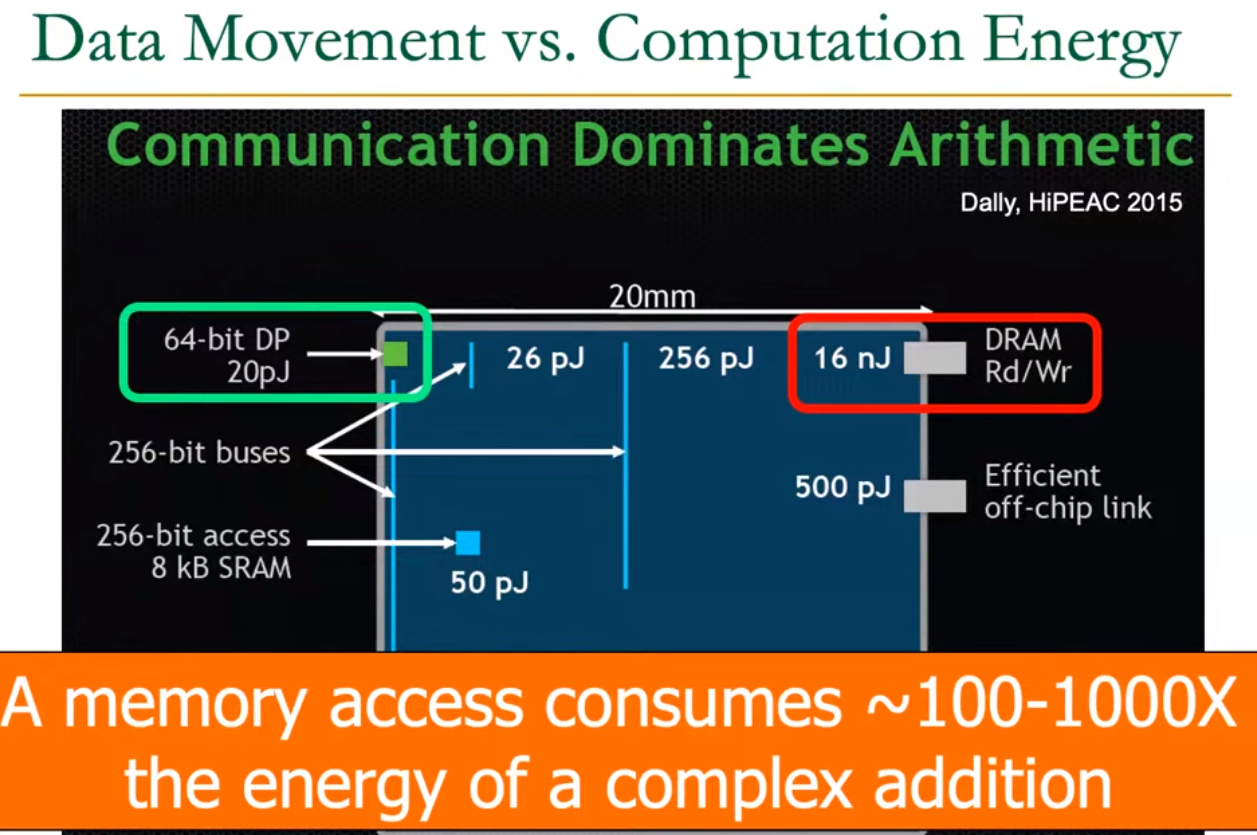 Data Movement vs. Computation Energy
Communication Dominates Arithmetic
Dally, HiPEAC 2015
20mm
64-bit DP
20pJ
26 pJ
256 pJ
16 nJ
DRAM
Rd/Wr
256-bit buses
500 pJ
Efficient
off-chip link
256-bit access
8 kB SRAM
50 pJ
A memory access consumes ~100-1000X
the energy of a complex addition